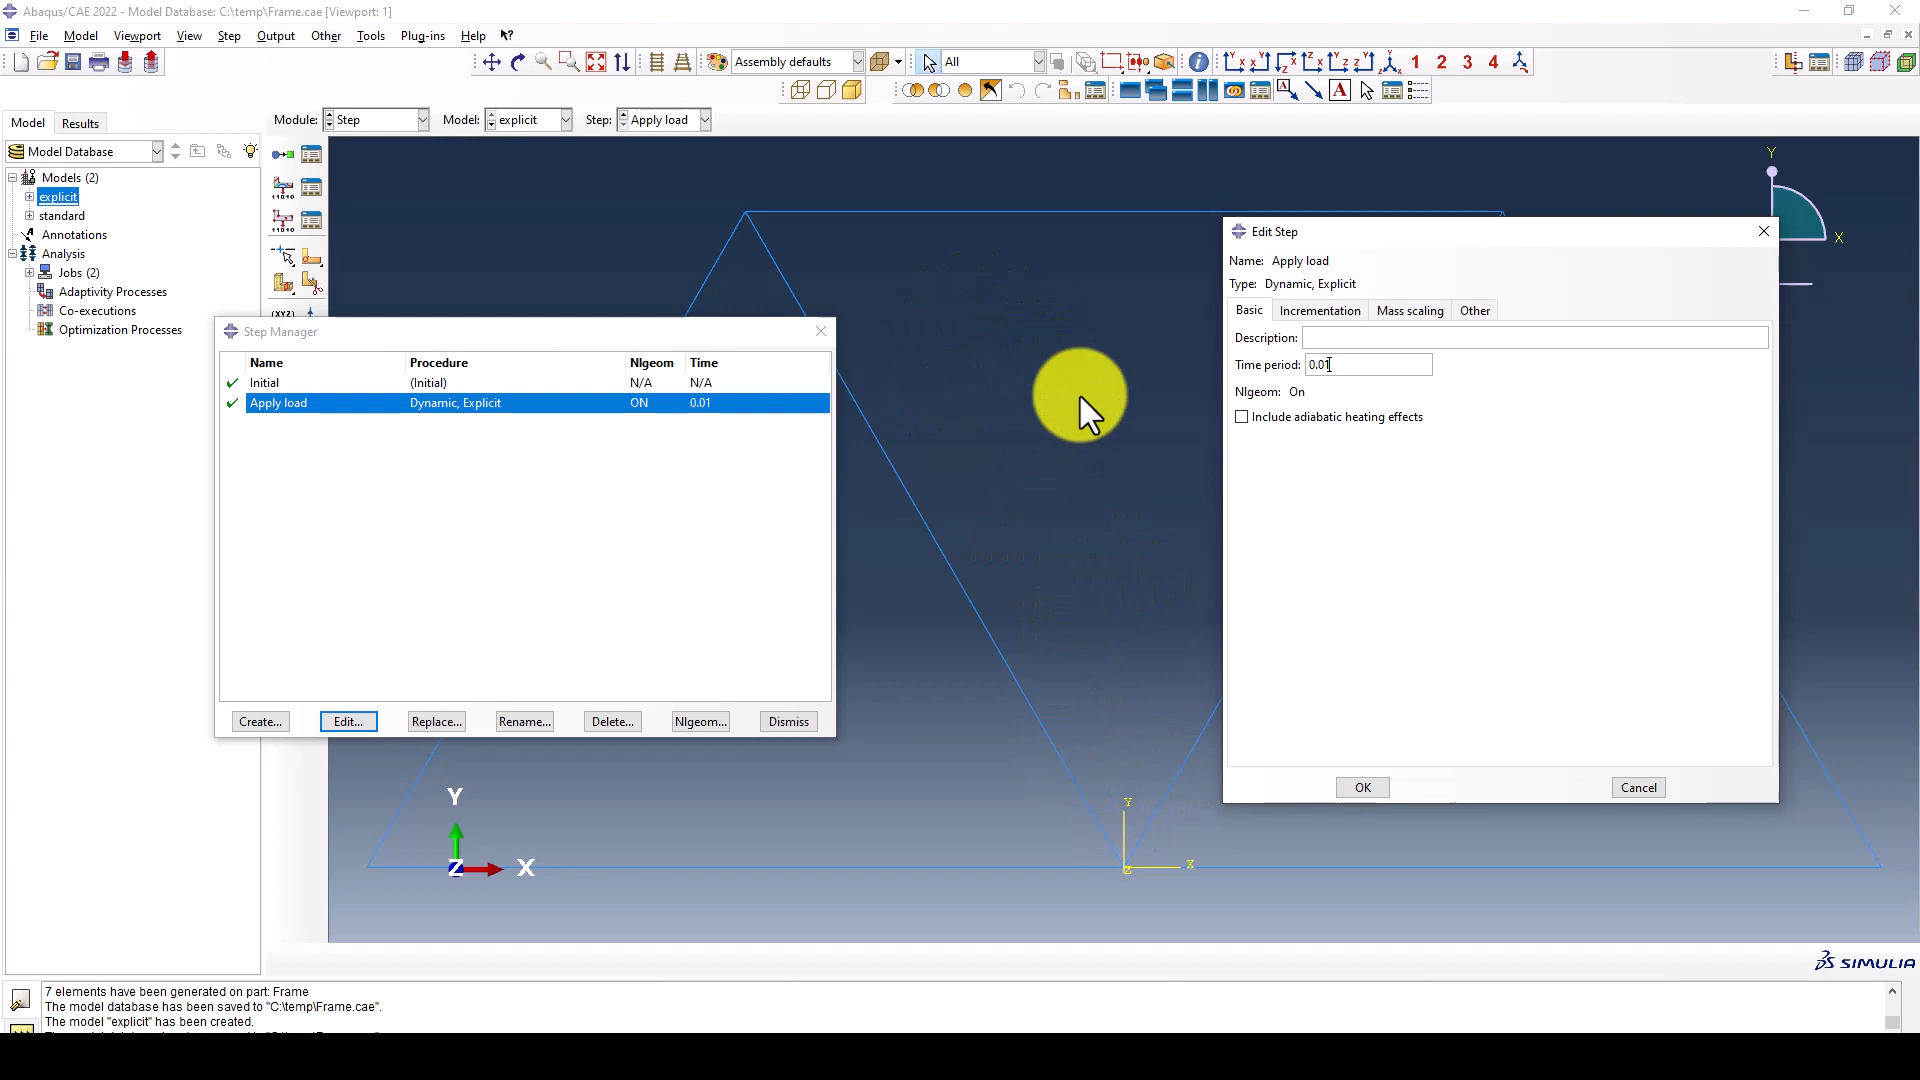 Abaqus/CAE 2022 - Model Database: C:\temp\Frame.cae [Viewport: 1]
File Model Viewport View Step Output Other Tools Plug-ins Help
Assembly defaults All 1 2 3 4
Model Results
Module: Step Model: explicit Step: Apply load
Model Database
Models (2)
explicit
standard
Annotations
Analysis
Jobs (2)
Adaptivity Processes
Co-executions
Optimization Processes
Step Manager
Name Procedure Nlgeom Time
Initial (Initial) N/A N/A
Apply load Dynamic, Explicit ON 0.01
Create... Edit... Replace... Rename... Delete... Nlgeom... Dismiss
Edit Step
Name: Apply load
Type: Dynamic, Explicit
Basic Incrementation Mass scaling Other
Description:
Time period: 0.01
Nlgeom: On
Include adiabatic heating effects
OK Cancel
Y
X
Y
Z X
Y
Z X
SIMULIA
7 elements have been generated on part: Frame
The model database has been saved to "C:\temp\Frame.cae".
The model "explicit" has been created.